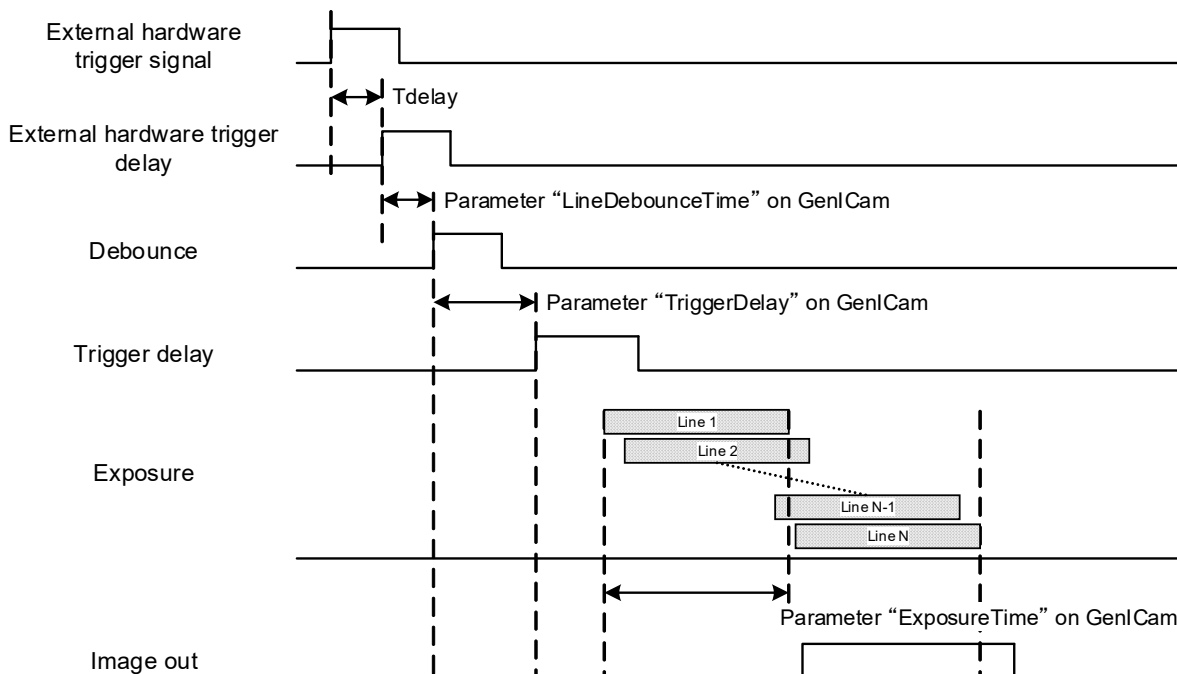 External hardware
trigger signal
Tdelay
External hardware trigger
delay
Parameter “LineDebounceTime” on GenICam
Debounce
Parameter “TriggerDelay” on GenICam
Trigger delay
Line 1
Line 2
Exposure
Line N-1
Line N
Parameter “ExposureTime” on GenICam
Image out